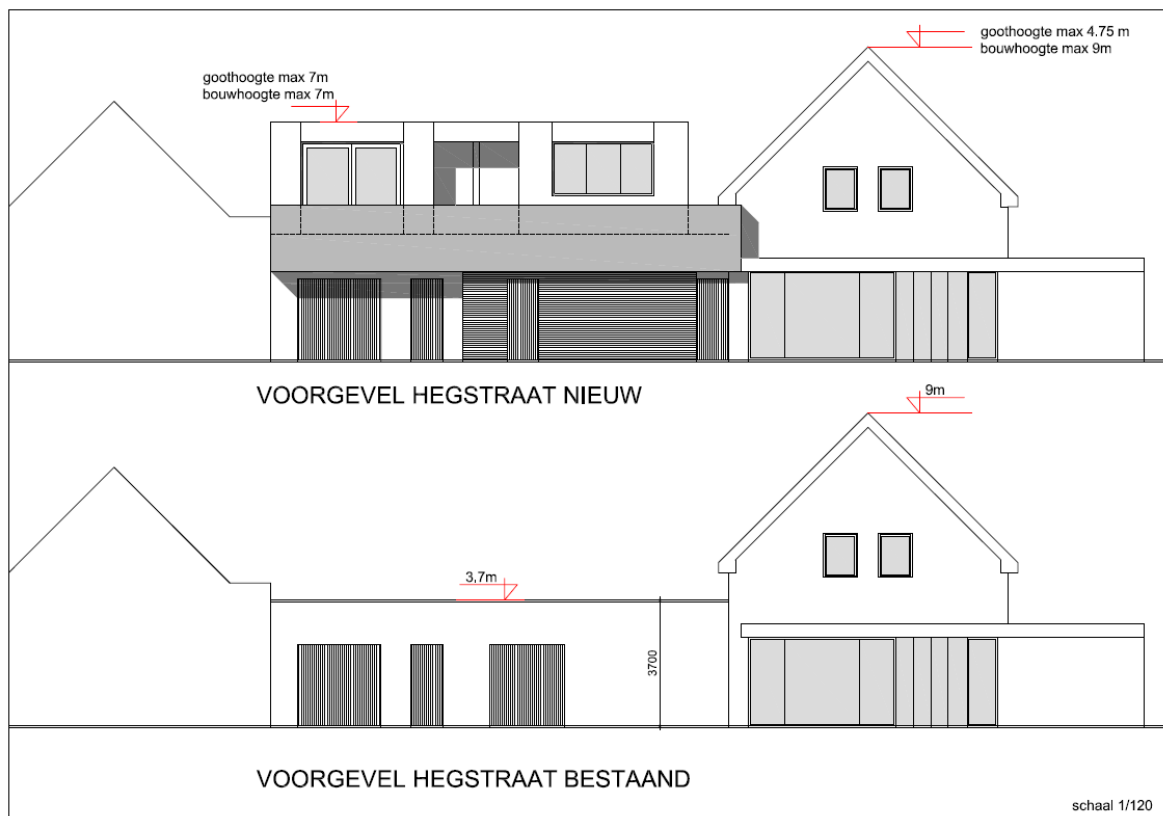 goothoogte max 4.75 m
bouwhoogte max 9m
goothoogte max 7m
bouwhoogte max 7m
VOORGEVEL HEGSTRAAT NIEUW
9m
3,7m
3700
VOORGEVEL HEGSTRAAT BESTAAND
schaal 1/120